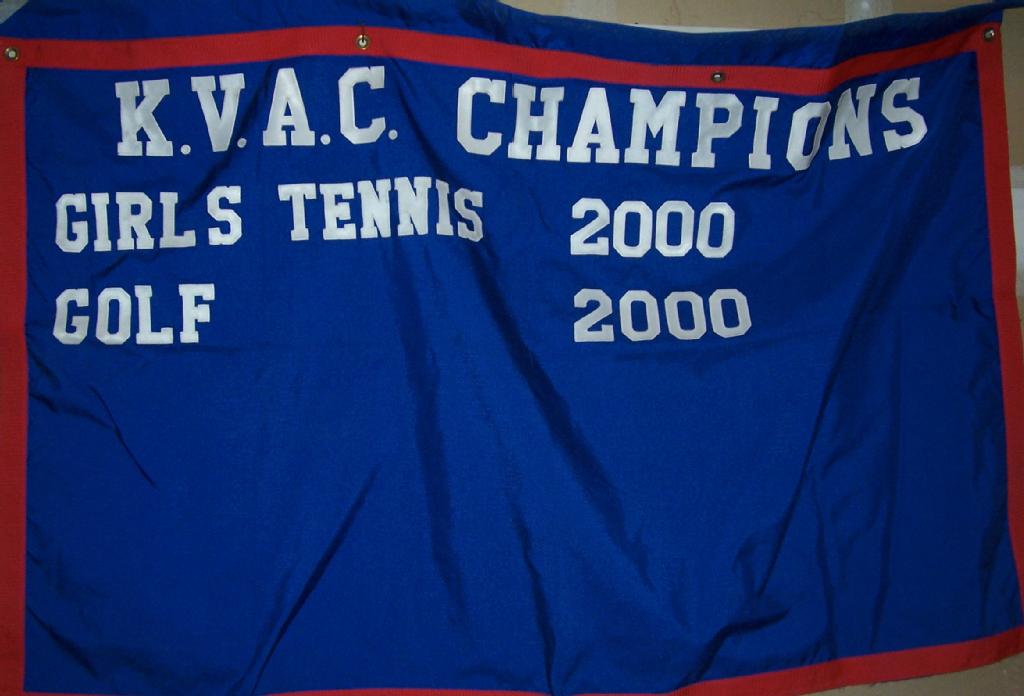 K.V.A.C. CHAMPIONS
GIRLS TENNIS 2000
GOLF 2000